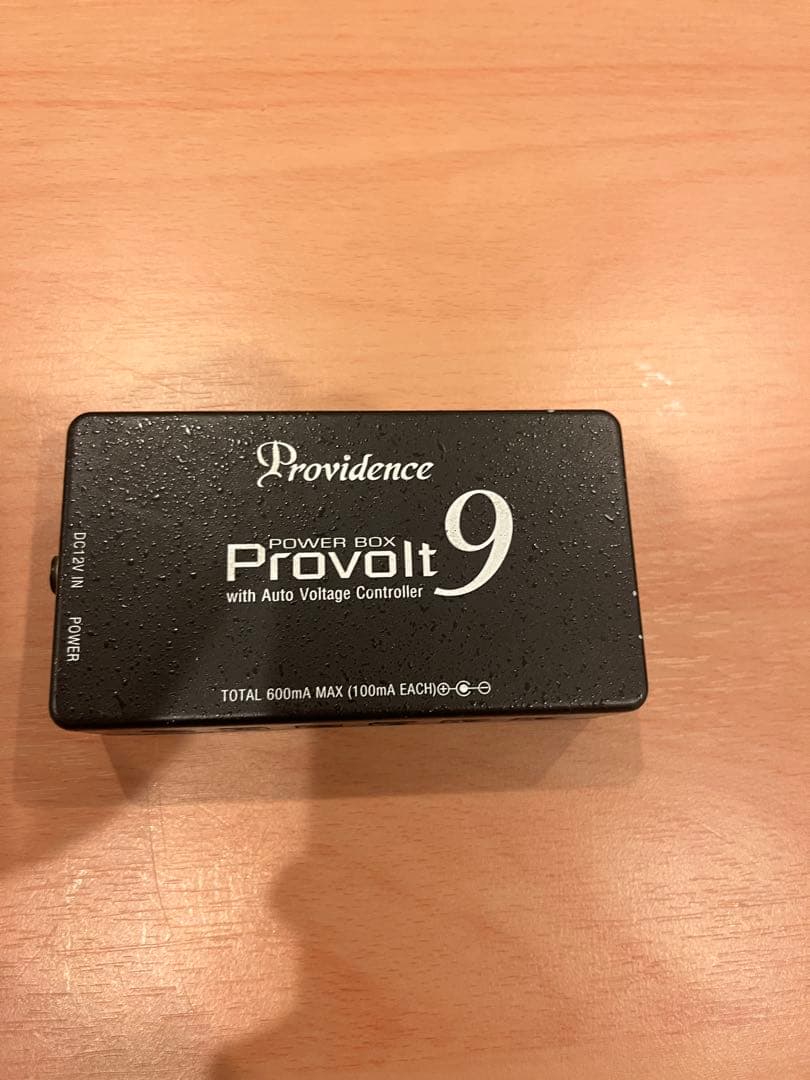 Providence
POWER BOX
Provolt 9
with Auto Voltage Controller
DC12V IN
POWER
TOTAL 600mA MAX (100mA EACH)